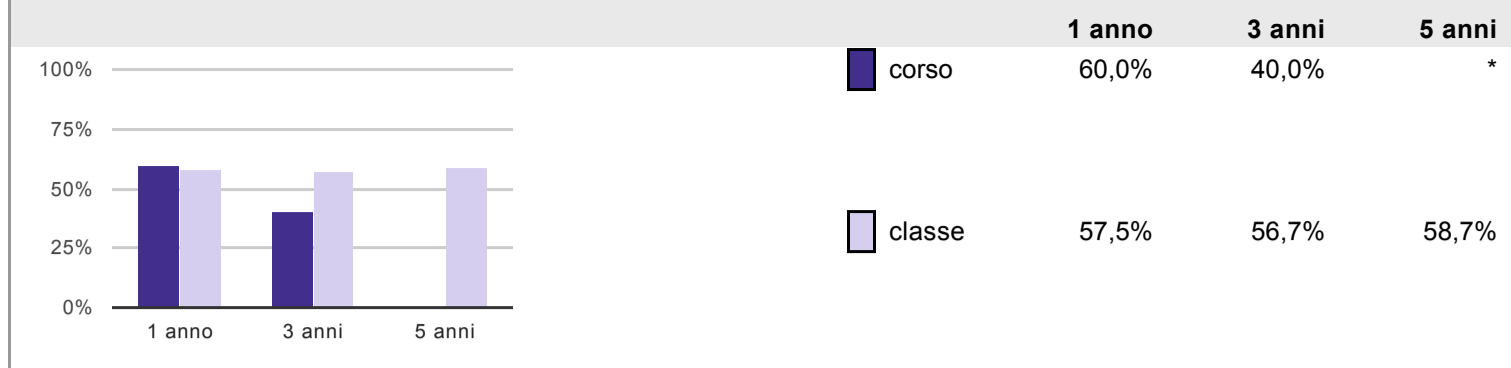 1 anno 3 anni 5 anni
100%
75%
50%
25%
0%
1 anno 3 anni 5 anni
corso 60,0% 40,0% *
classe 57,5% 56,7% 58,7%